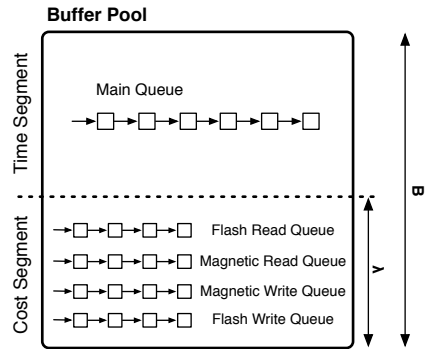 Buffer Pool
Time Segment
Main Queue
B
Cost Segment
Flash Read Queue
Magnetic Read Queue
Magnetic Write Queue
Flash Write Queue
λ